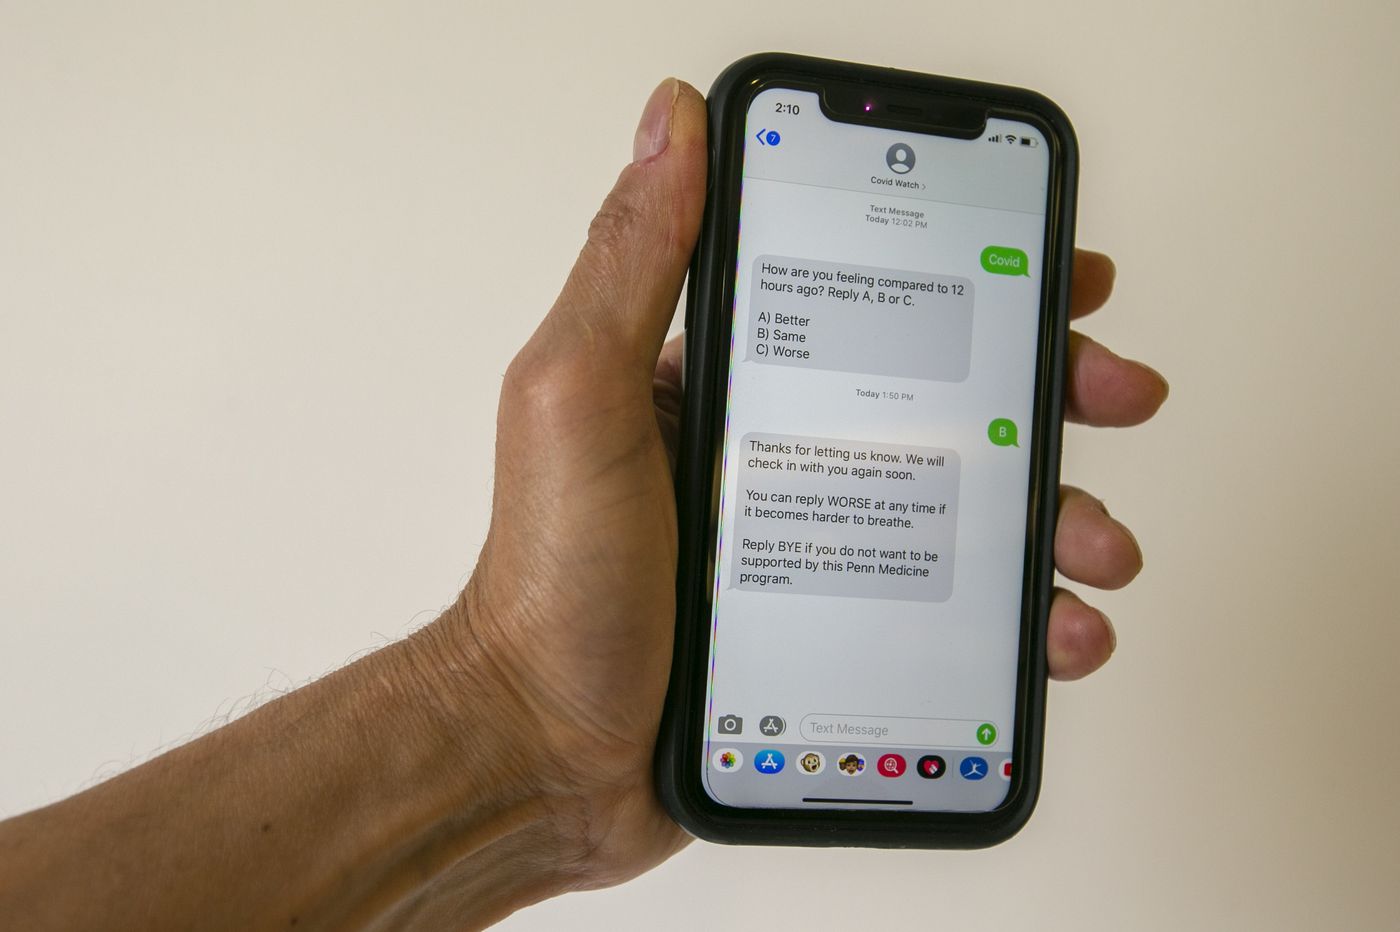 2:10
7
Covid Watch
Text Message
Today 12:02 PM
Covid
How are you feeling compared to 12
hours ago? Reply A, B or C.
A) Better
B) Same
C) Worse
Today 1:50 PM
B
Thanks for letting us know. We will
check in with you again soon.
You can reply WORSE at any time if
it becomes harder to breathe.
Reply BYE if you do not want to be
supported by this Penn Medicine
program.
Text Message